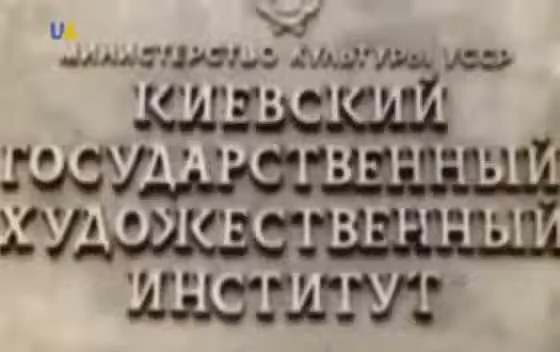 UA
МИНИСТЕРСТВО КУЛЬТУРЫ УССР
КИЕВСКИЙ
ГОСУДАРСТВЕННЫЙ
ХУДОЖЕСТВЕННЫЙ
ИНСТИТУТ